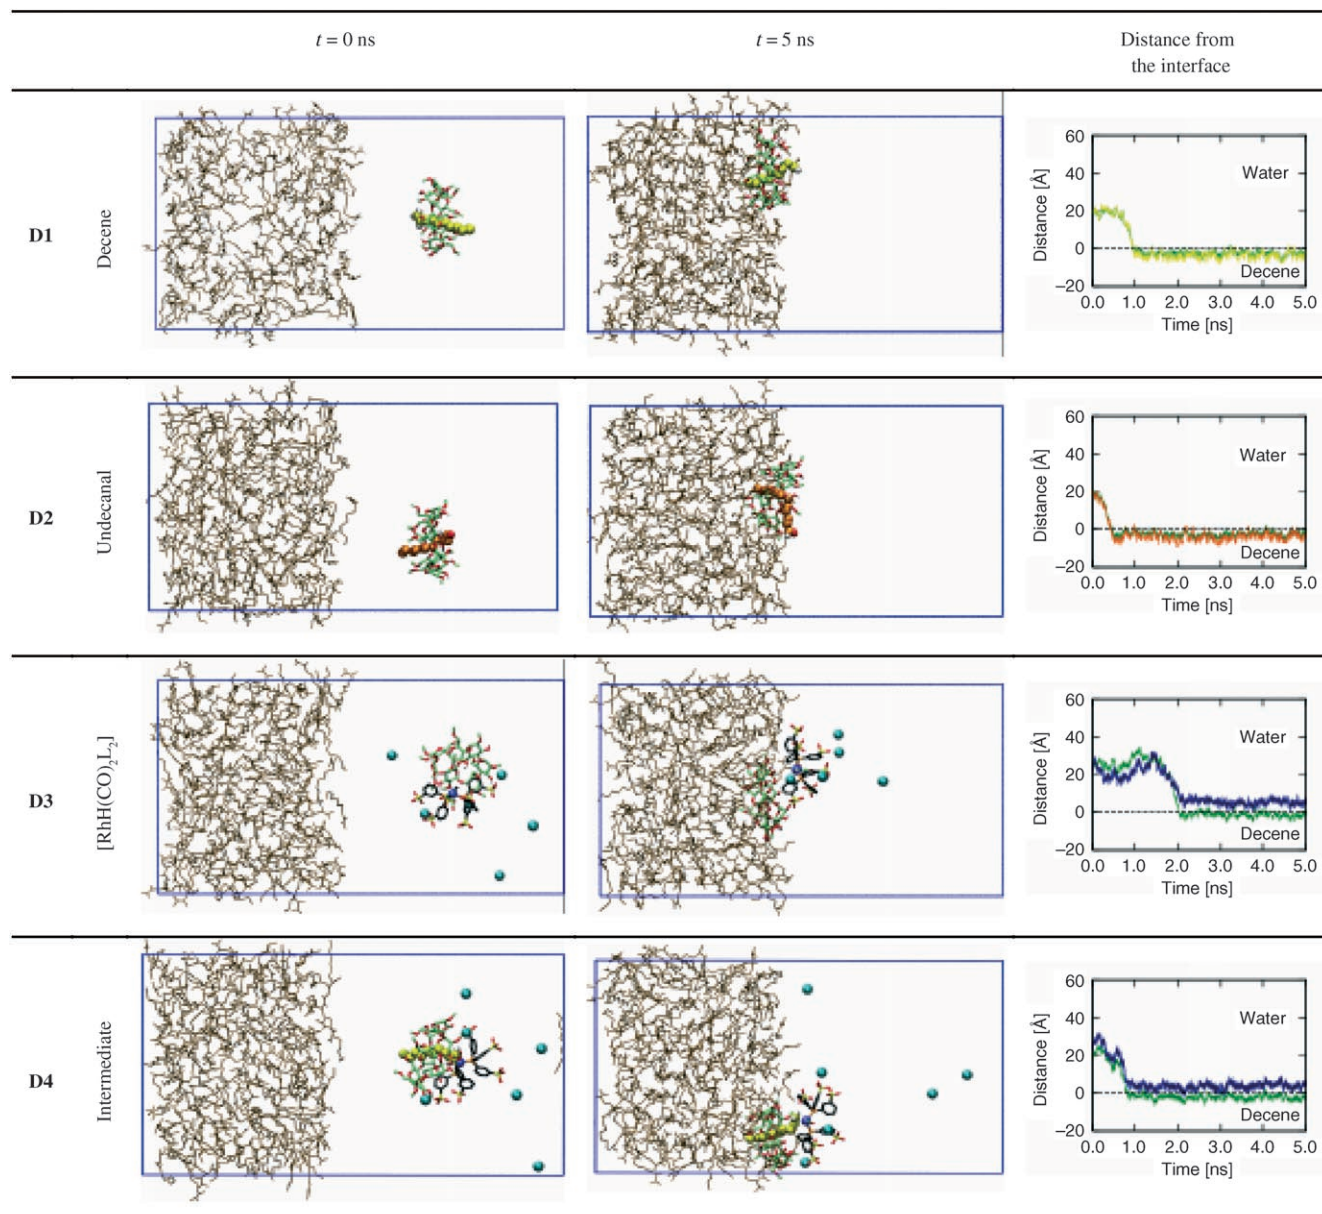 t = 0 ns
t = 5 ns
Distance from
the interface
D1
Decene
Distance [Å]
60
40
20
0
–20
Water
Decene
0.0 1.0 2.0 3.0 4.0 5.0
Time [ns]
D2
Undecanal
Distance [Å]
60
40
20
0
–20
Water
Decene
0.0 1.0 2.0 3.0 4.0 5.0
Time [ns]
D3
[RhH(CO)2L2]
Distance [Å]
60
40
20
0
–20
Water
Decene
0.0 1.0 2.0 3.0 4.0 5.0
Time [ns]
D4
Intermediate
Distance [Å]
60
40
20
0
–20
Water
Decene
0.0 1.0 2.0 3.0 4.0 5.0
Time [ns]